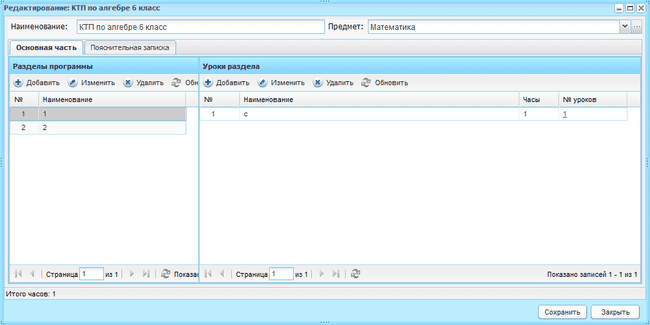 Редактирование: КТП по алгебре 6 класс
Наименование: КТП по алгебре 6 класс Предмет: Математика
Основная часть Пояснительная записка
Разделы программы Уроки раздела
Добавить Изменить Удалить Обн Добавить Изменить Удалить Обновить
№ Наименование № Наименование Часы № уроков
1 1 1 с 1 1
2 2
Страница 1 из 1 Показан Страница 1 из 1 Показано записей 1 - 1 из 1
Итого часов: 1
Сохранить Закрыть